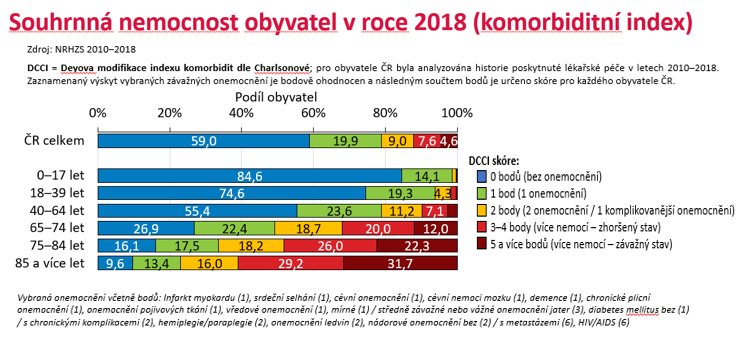 Souhrnná nemocnost obyvatel v roce 2018 (komorbiditní index)
Zdroj: NRHZS 2010–2018
DCCI = Deyova modifikace indexu komorbidit dle Charlsonové; pro obyvatele ČR byla analyzována historie poskytnuté lékařské péče v letech 2010–2018.
Zaznamenaný výskyt vybraných závažných onemocnění je bodově ohodnocen a následným součtem bodů je určeno skóre pro každého obyvatele ČR.
Podíl obyvatel
0% 20% 40% 60% 80% 100%
ČR celkem 59,0 19,9 9,0 7,6 4,6
0–17 let 84,6 14,1
18–39 let 74,6 19,3 4,3
40–64 let 55,4 23,6 11,2 7,1
65–74 let 26,9 22,4 18,7 20,0 12,0
75–84 let 16,1 17,5 18,2 26,0 22,3
85 a více let 9,6 13,4 16,0 29,2 31,7
DCCI skóre:
0 bodů (bez onemocnění)
1 bod (1 onemocnění)
2 body (2 onemocnění / 1 komplikovanější onemocnění)
3–4 body (více nemocí – zhoršený stav)
5 a více bodů (více nemocí – závažný stav)
Vybraná onemocnění včetně bodů: Infarkt myokardu (1), srdeční selhání (1), cévní onemocnění (1), cévní nemoci mozku (1), demence (1), chronické plicní
onemocnění (1), onemocnění pojivových tkání (1), vředové onemocnění (1), mírné (1) / středně závažné nebo vážné onemocnění jater (3), diabetes mellitus bez (1)
/ s chronickými komplikacemi (2), hemiplegie/paraplegie (2), onemocnění ledvin (2), nádorové onemocnění bez (2) / s metastázemi (6), HIV/AIDS (6)